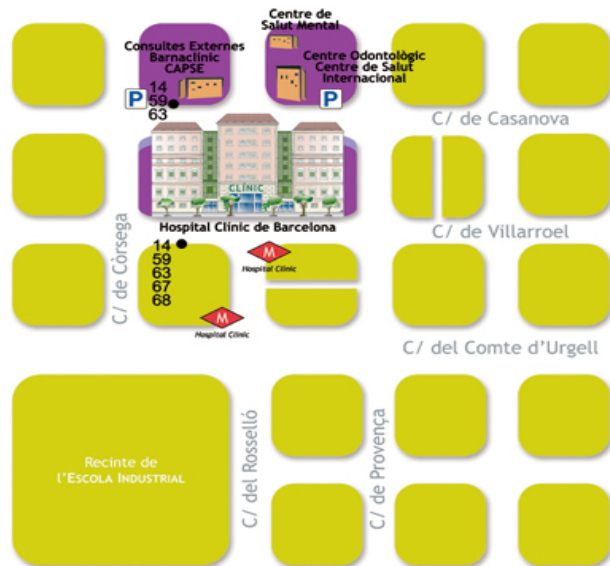 Centre de
Salut Mental
Consultes Externes
Barnaclínic
CAPSE
Centre Odontològic
Centre de Salut
Internacional
14
59
63
P
P
C/ de Casanova
CLÍNIC
Hospital Clínic de Barcelona
C/ de Villarroel
C/ de Còrsega
14
59
63
67
68
M
Hospital Clínic
M
Hospital Clínic
C/ del Comte d'Urgell
Recinte de
l'Escola Industrial
C/ del Rosselló
C/ de Provença